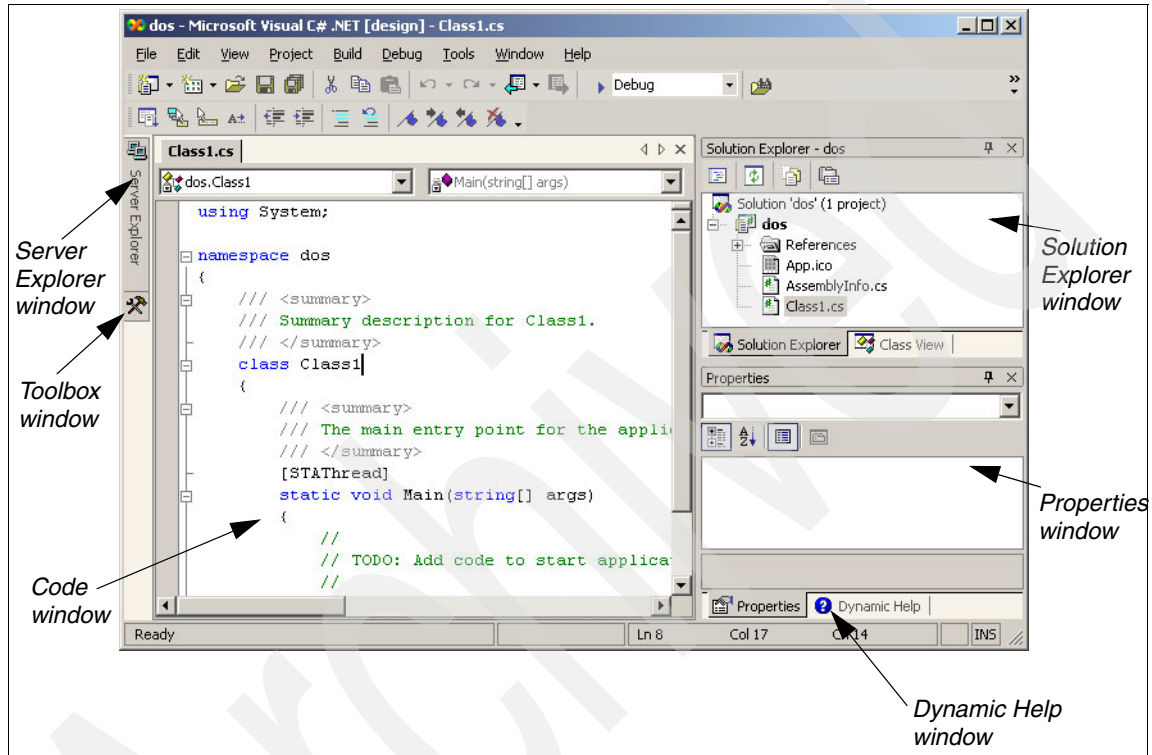 dos - Microsoft Visual C# .NET [design] - Class1.cs
File Edit View Project Build Debug Tools Window Help
Debug
Server Explorer
Class1.cs
dos.Class1
Main(string[] args)
using System;
namespace dos
{
/// <summary>
/// Summary description for Class1.
/// </summary>
class Class1
{
/// <summary>
/// The main entry point for the appli
/// </summary>
[STAThread]
static void Main(string[] args)
{
//
// TODO: Add code to start applica
//
Solution Explorer - dos
Solution 'dos' (1 project)
dos
References
App.ico
AssemblyInfo.cs
Class1.cs
Solution Explorer Class View
Properties
Properties Dynamic Help
Ready Ln 8 Col 17 Ch 14 INS
Server
Explorer
window
Toolbox
window
Code
window
Solution
Explorer
window
Properties
window
Dynamic Help
window
Archived